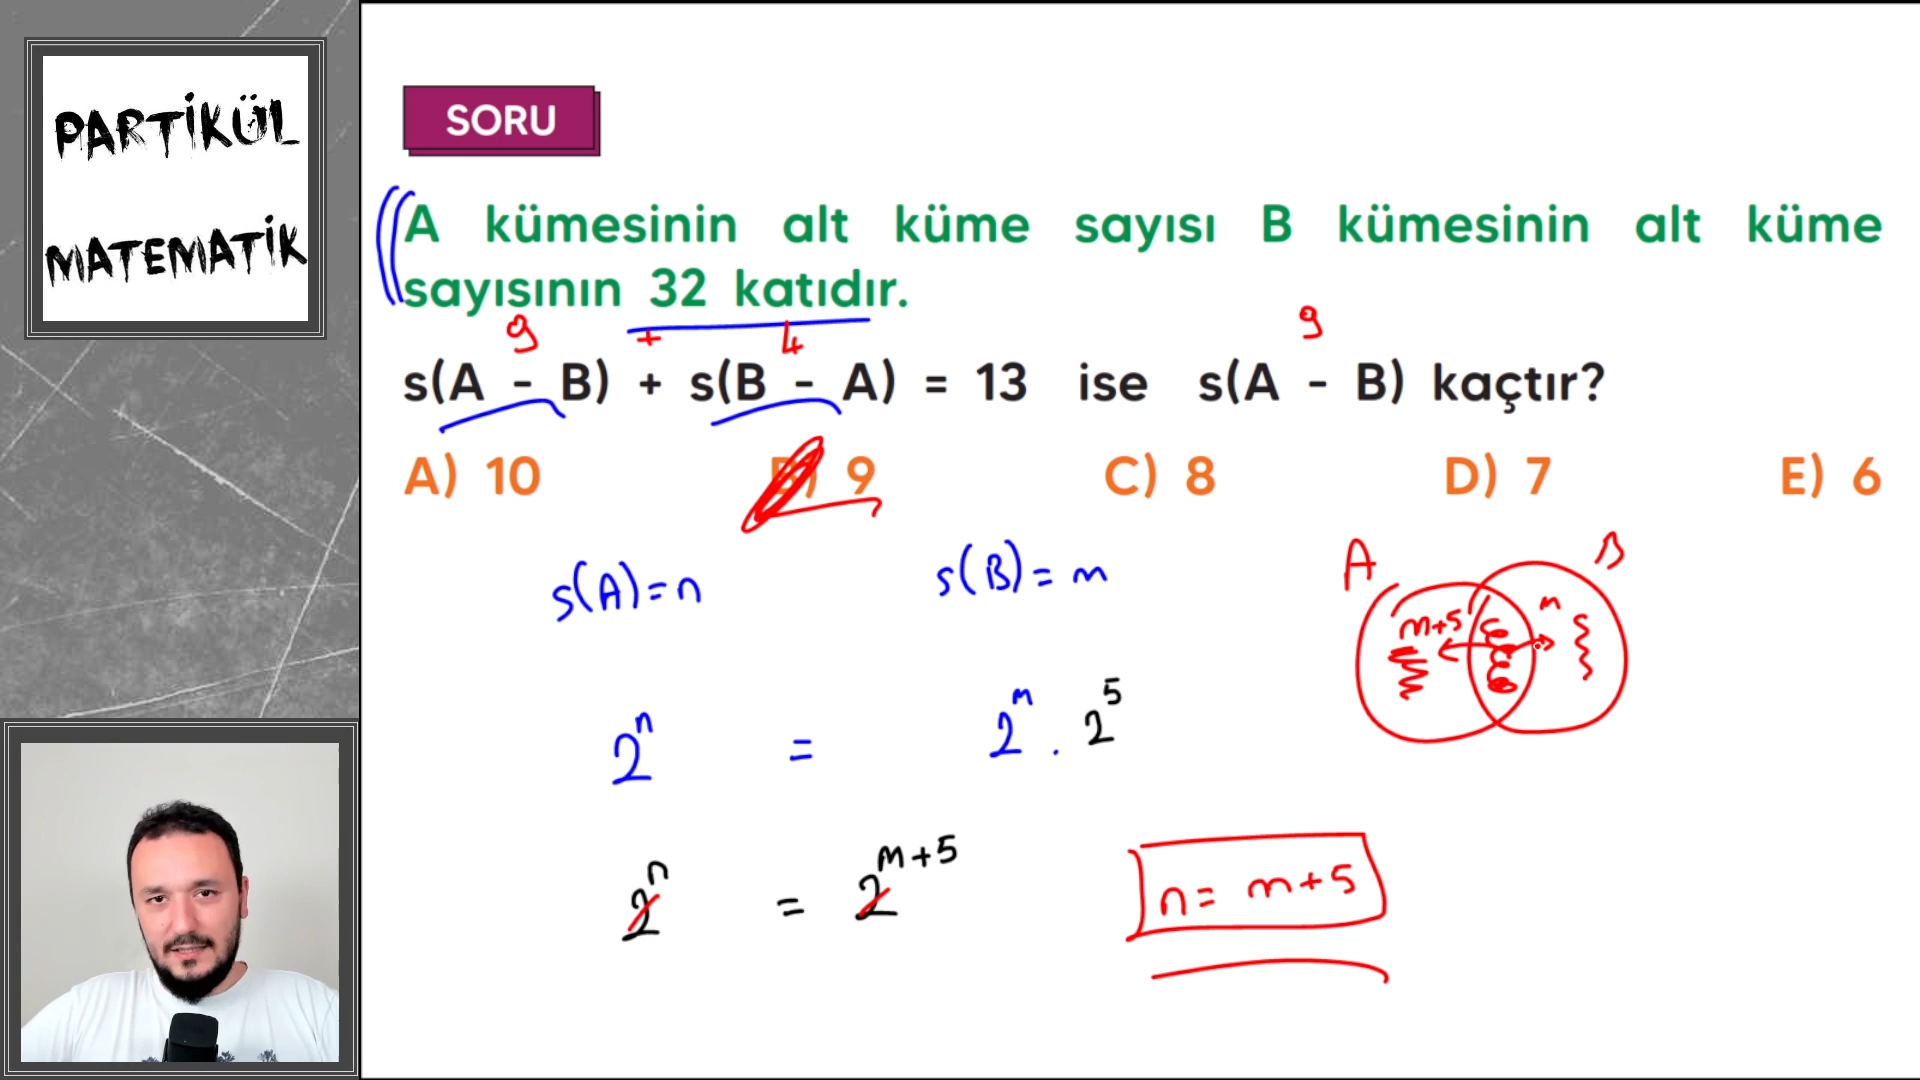 PARTİKÜL
MATEMATİK
SORU
A kümesinin alt küme sayısı B kümesinin alt küme
sayısının 32 katıdır.
9 + 4 9
s(A - B) + s(B - A) = 13 ise s(A - B) kaçtır?
A) 10 B) 9 C) 8 D) 7 E) 6
s(A)=n s(B)=m
A B
m+5 m
2^n = 2^m . 2^5
2^n = 2^m+5
n = m+5